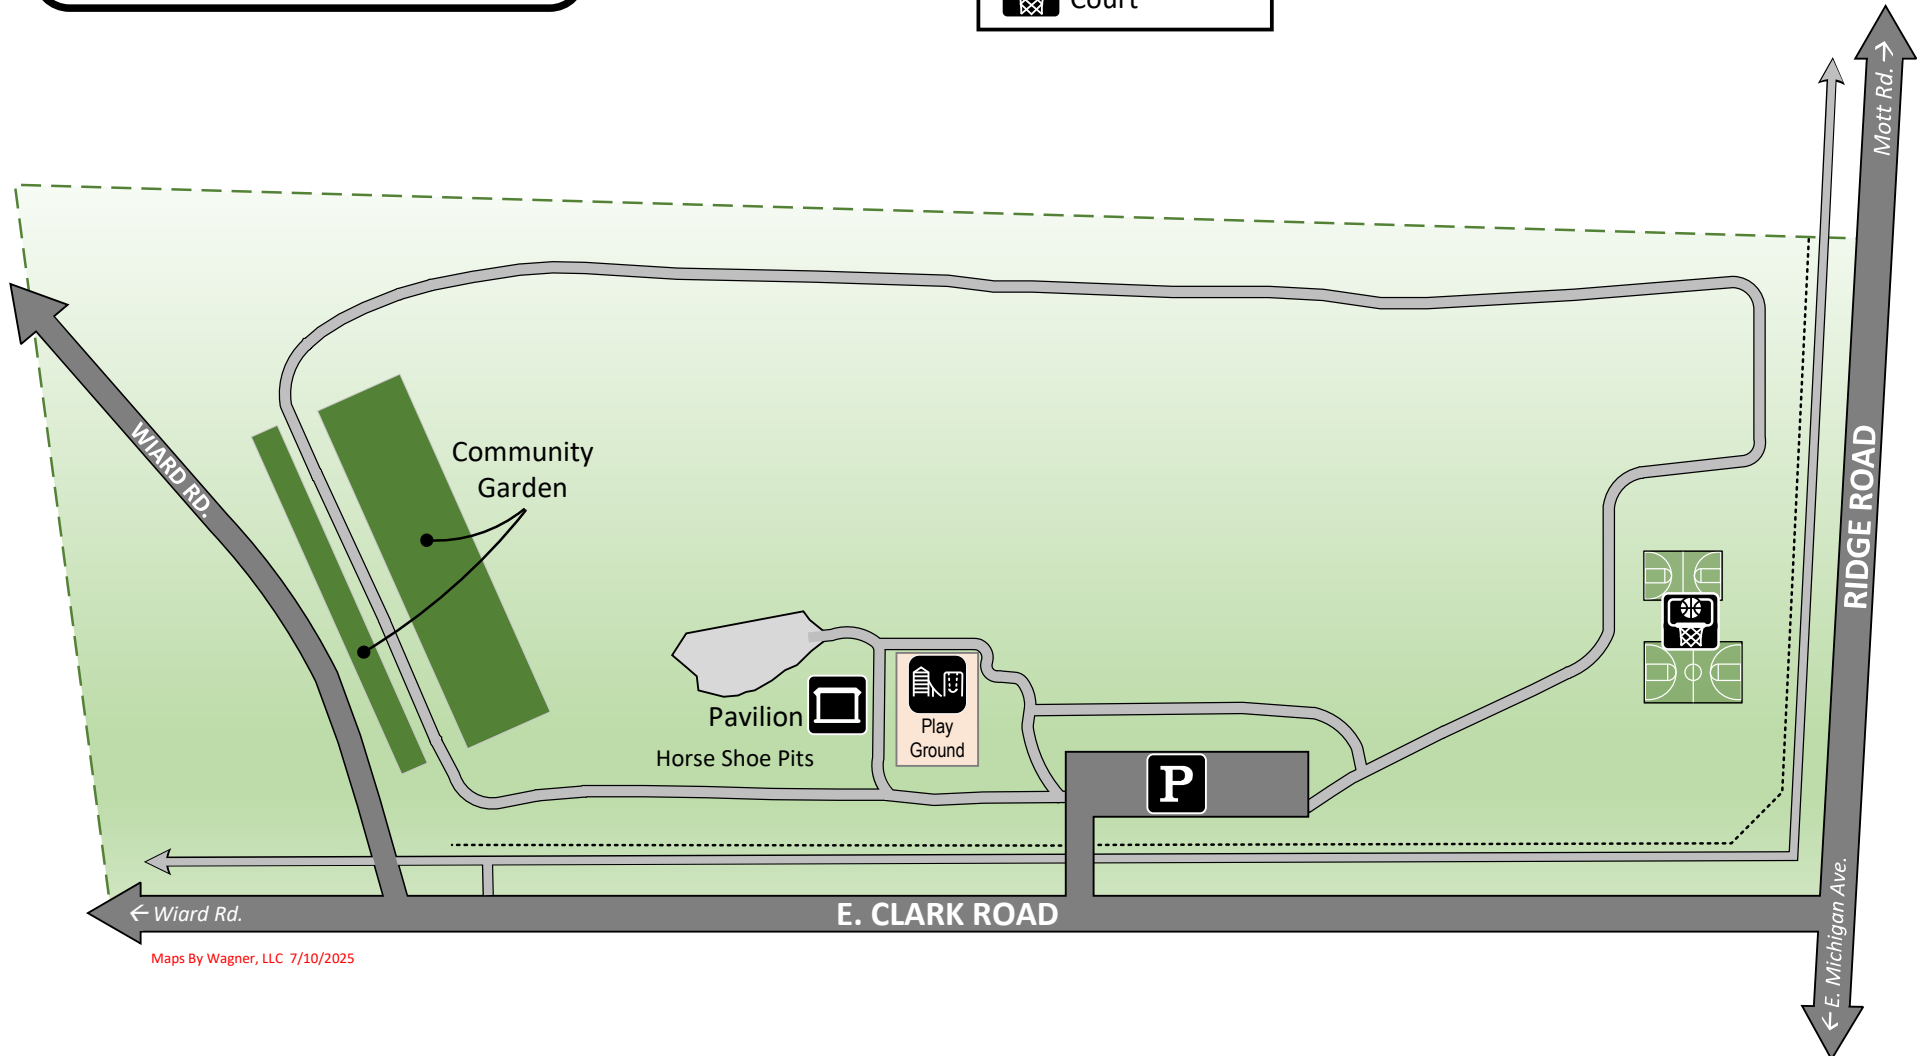 Court
Mott Rd. →
WIARD RD.
Community
Garden
RIDGE ROAD
Pavilion
Play
Ground
Horse Shoe Pits
P
← Wiard Rd.
E. CLARK ROAD
← E. Michigan Ave.
Maps By Wagner, LLC 7/10/2025